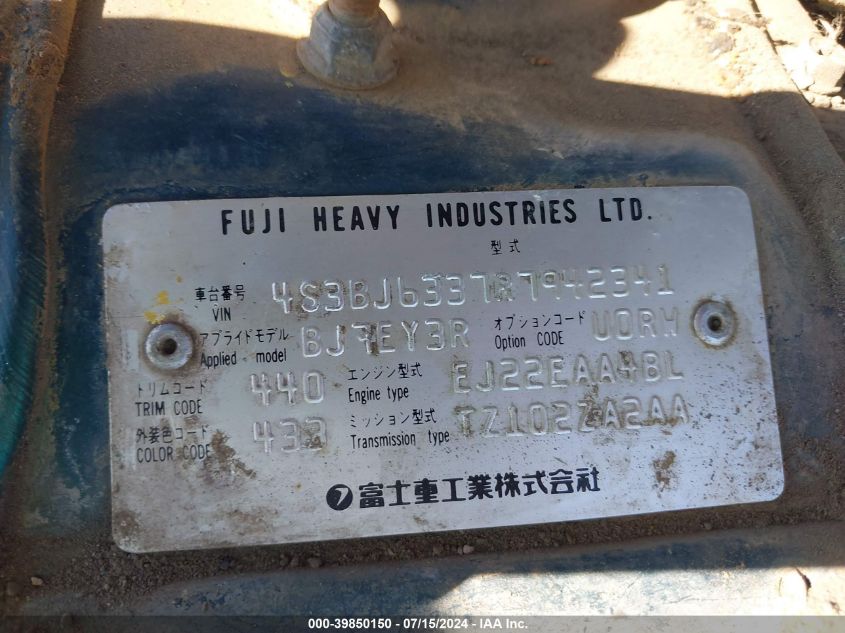 FUJI HEAVY INDUSTRIES LTD.
型式
車台番号 4S3BJ6337R7942341
VIN
アプライドモデル BJ7EY3R オプションコード UORH
Applied model Option CODE
トリムコード 440 エンジン型式 EJ22EAA4BL
TRIM CODE Engine type
外装色コード 433 ミッション型式 TZ102ZA2AA
COLOR CODE Transmission type
富士重工業株式会社
000-39850150 — 07/15/2024 — IAA Inc.